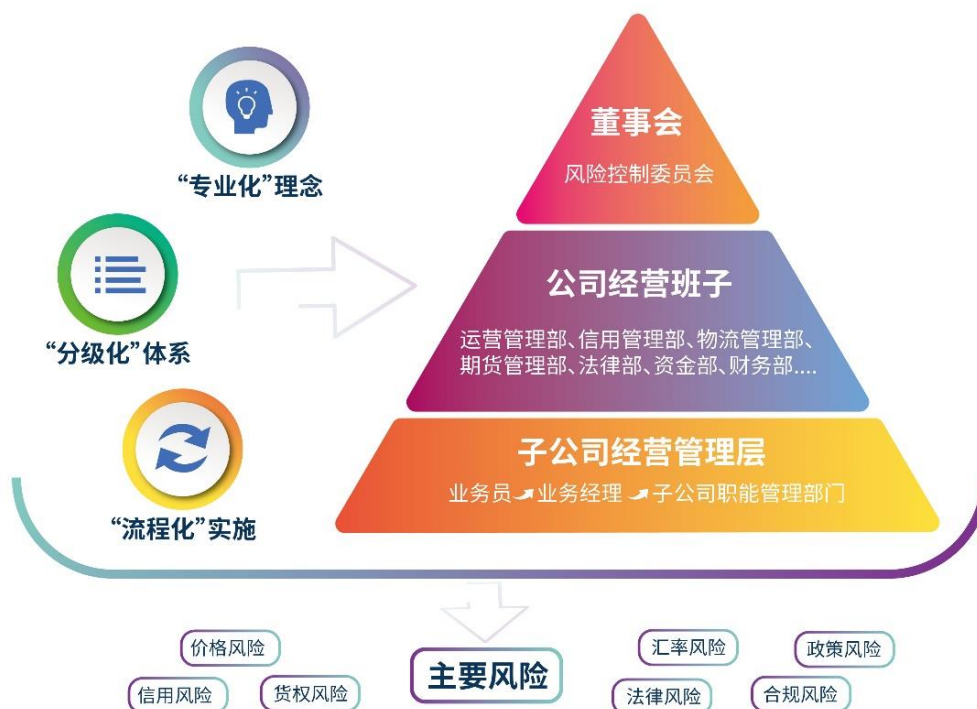 “专业化”理念
“分级化”体系
“流程化”实施
董事会
风险控制委员会
公司经营班子
运营管理部、信用管理部、物流管理部、
期货管理部、法律部、资金部、财务部....
子公司经营管理层
业务员➚业务经理➚子公司职能管理部门
主要风险
价格风险
信用风险
货权风险
汇率风险
政策风险
法律风险
合规风险